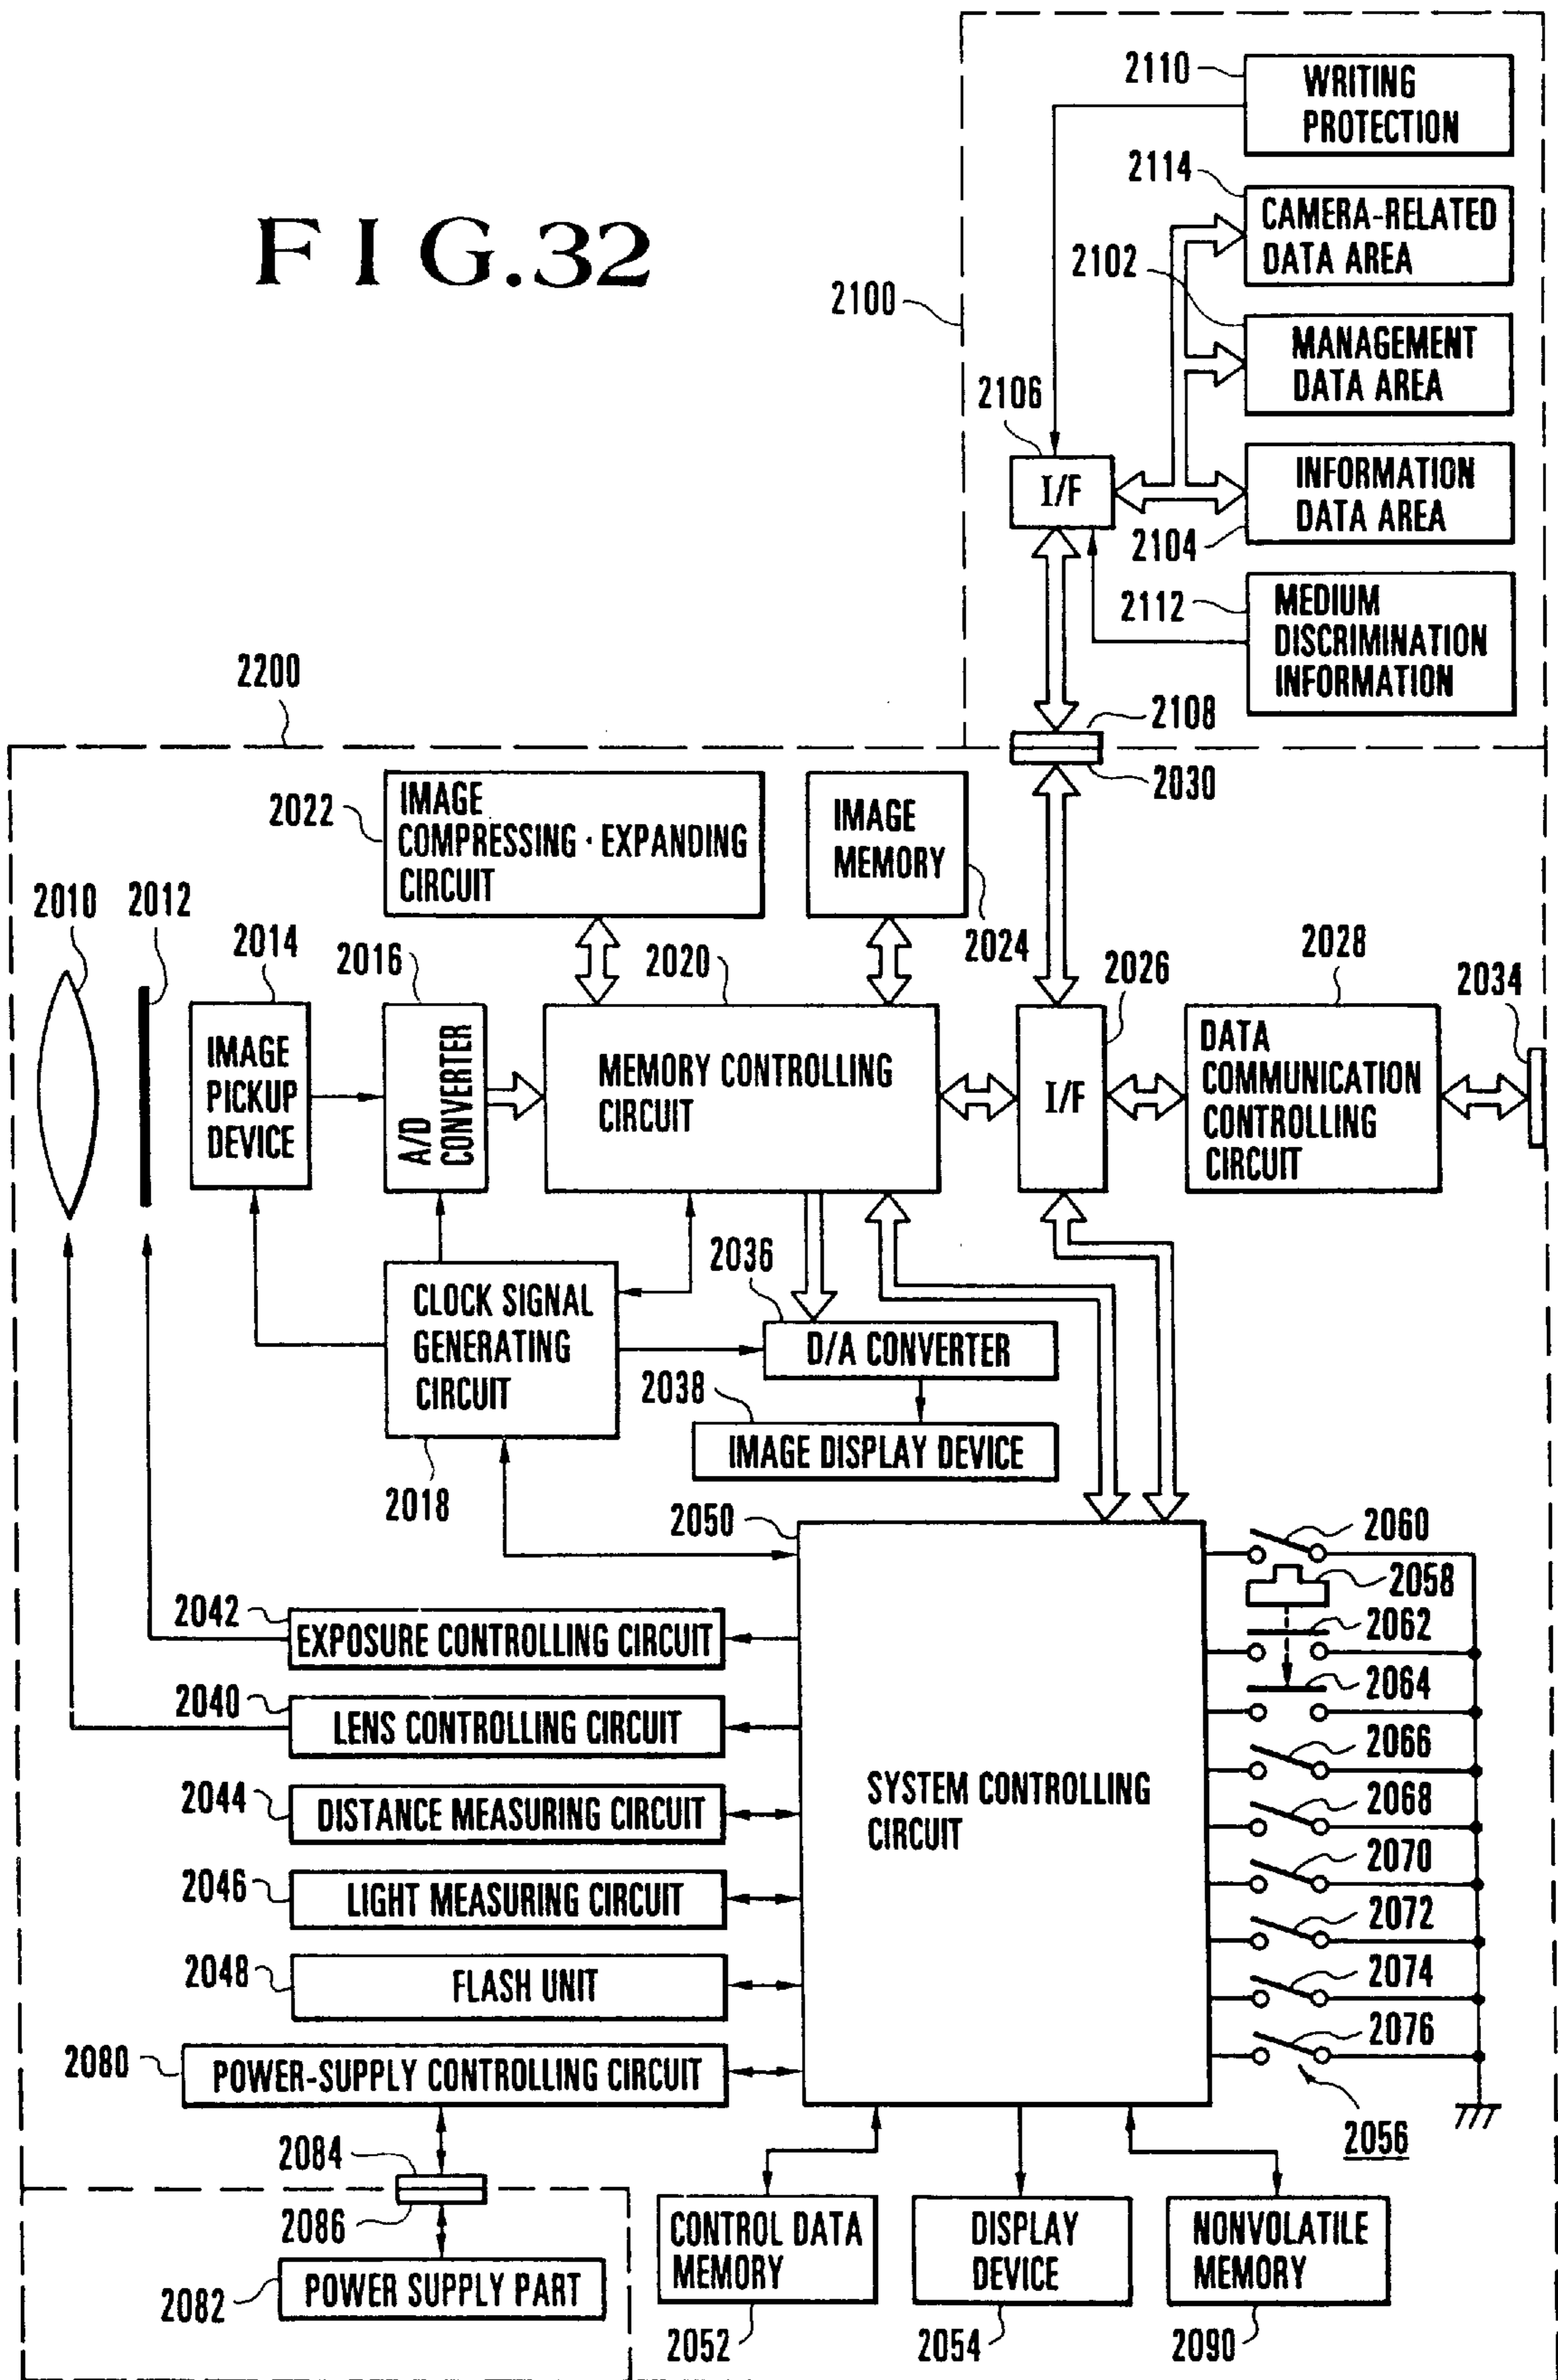 FIG.32
2110
WRITING
PROTECTION
2114
CAMERA-RELATED
DATA AREA
2102
MANAGEMENT
DATA AREA
2100
2106
I/F
INFORMATION
DATA AREA
2104
2112
MEDIUM
DISCRIMINATION
INFORMATION
2200
2108
2030
2022
IMAGE
COMPRESSING · EXPANDING
CIRCUIT
IMAGE
MEMORY
2024
2010
2012
2014
IMAGE
PICKUP
DEVICE
2016
A/D
CONVERTER
2020
MEMORY CONTROLLING
CIRCUIT
2026
I/F
2028
DATA
COMMUNICATION
CONTROLLING
CIRCUIT
2034
CLOCK SIGNAL
GENERATING
CIRCUIT
2018
2036
D/A CONVERTER
2038
IMAGE DISPLAY DEVICE
2050
SYSTEM CONTROLLING
CIRCUIT
2042
EXPOSURE CONTROLLING CIRCUIT
2040
LENS CONTROLLING CIRCUIT
2044
DISTANCE MEASURING CIRCUIT
2046
LIGHT MEASURING CIRCUIT
2048
FLASH UNIT
2080
POWER-SUPPLY CONTROLLING CIRCUIT
2060
2058
2062
2064
2066
2068
2070
2072
2074
2076
2056
2084
2086
2082
POWER SUPPLY PART
CONTROL DATA
MEMORY
2052
DISPLAY
DEVICE
2054
NONVOLATILE
MEMORY
2090